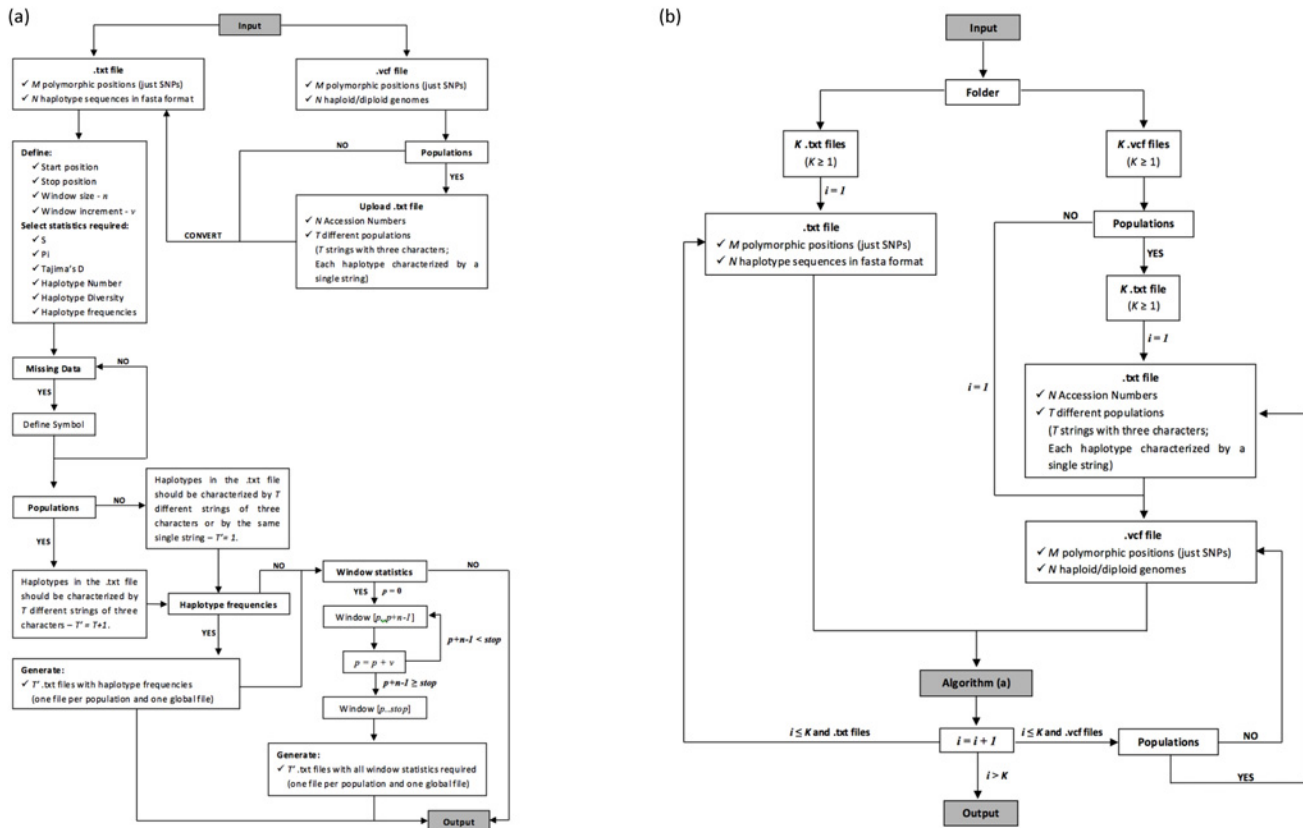 (a)
Input
.txt file
✓ M polymorphic positions (just SNPs)
✓ N haplotype sequences in fasta format
.vcf file
✓ M polymorphic positions (just SNPs)
✓ N haploid/diploid genomes
NO
Populations
YES
Upload .txt file
✓ N Accession Numbers
✓ T different populations
(T strings with three characters;
Each haplotype characterized by a
single string)
CONVERT
Define:
✓ Start position
✓ Stop position
✓ Window size - n
✓ Window increment - v
Select statistics required:
✓ S
✓ Pi
✓ Tajima's D
✓ Haplotype Number
✓ Haplotype Diversity
✓ Haplotype frequencies
NO
Missing Data
YES
Define Symbol
Populations
NO
YES
Haplotypes in the .txt file
should be characterized by T
different strings of three
characters or by the same
single string – T'= 1.
Haplotypes in the .txt file
should be characterized by
T different strings of three
characters – T' = T+1.
Haplotype frequencies
NO
YES
Generate:
✓ T' .txt files with haplotype frequencies
(one file per population and one global file)
Window statistics
NO
YES
p = 0
Window [p..p+n-1]
p+n-1 < stop
p = p + v
p+n-1 ≥ stop
Window [p..stop]
Generate:
✓ T' .txt files with all window statistics required
(one file per population and one global file)
Output
(b)
Input
Folder
K .txt files
(K ≥ 1)
i = 1
.txt file
✓ M polymorphic positions (just SNPs)
✓ N haplotype sequences in fasta format
K .vcf files
(K ≥ 1)
NO
Populations
YES
K .txt file
(K ≥ 1)
i = 1
i = 1
.txt file
✓ N Accession Numbers
✓ T different populations
(T strings with three characters;
Each haplotype characterized by a
single string)
.vcf file
✓ M polymorphic positions (just SNPs)
✓ N haploid/diploid genomes
Algorithm (a)
i ≤ K and .txt files
i = i + 1
i ≤ K and .vcf files
Populations
NO
YES
i > K
Output